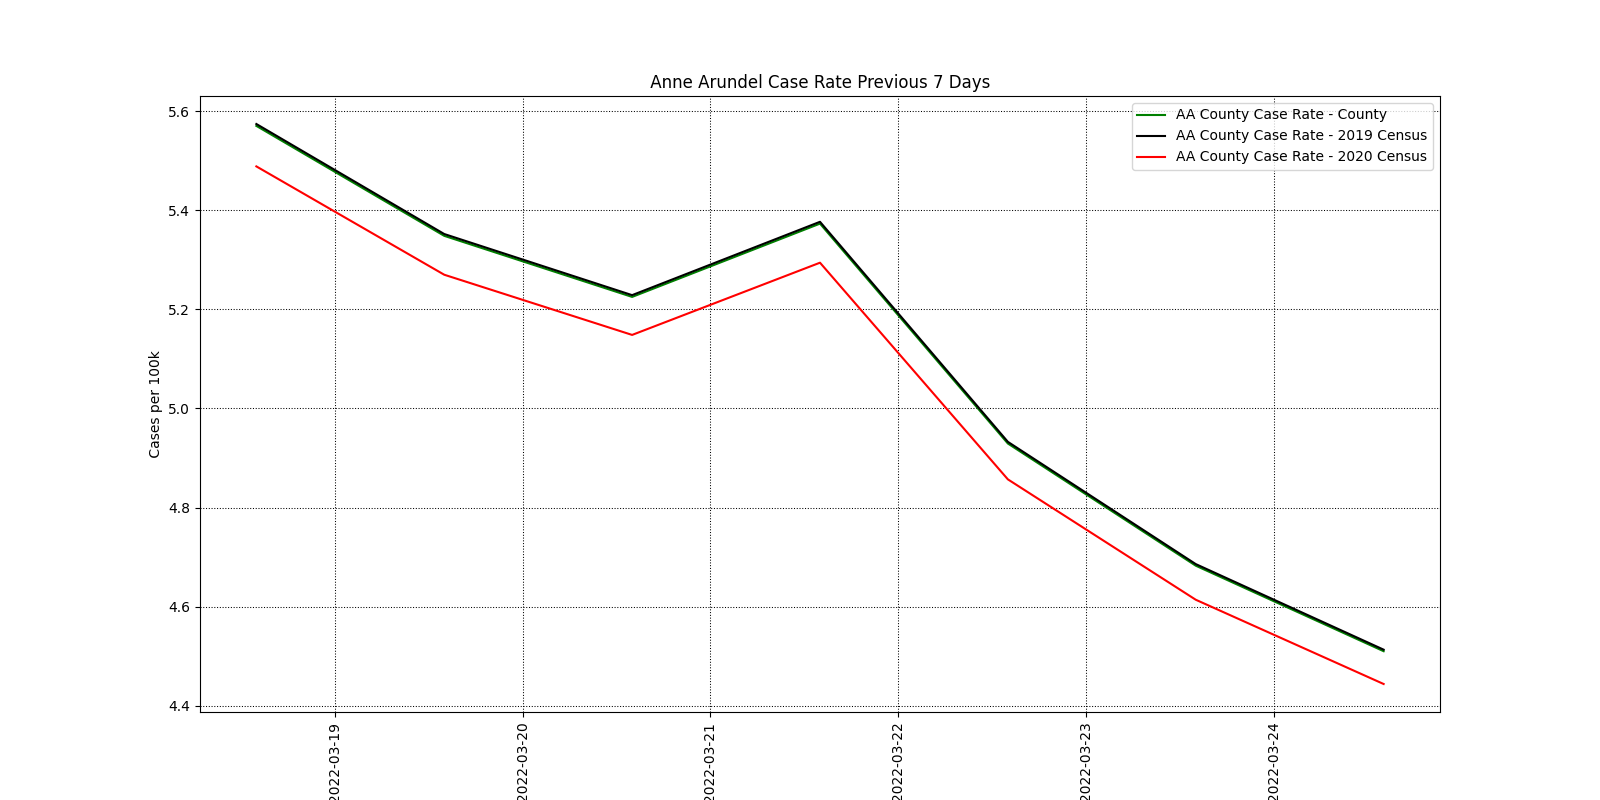 Anne Arundel Case Rate Previous 7 Days
AA County Case Rate - County
AA County Case Rate - 2019 Census
AA County Case Rate - 2020 Census
Cases per 100k
5.6
5.4
5.2
5.0
4.8
4.6
4.4
2022-03-19
2022-03-20
2022-03-21
2022-03-22
2022-03-23
2022-03-24